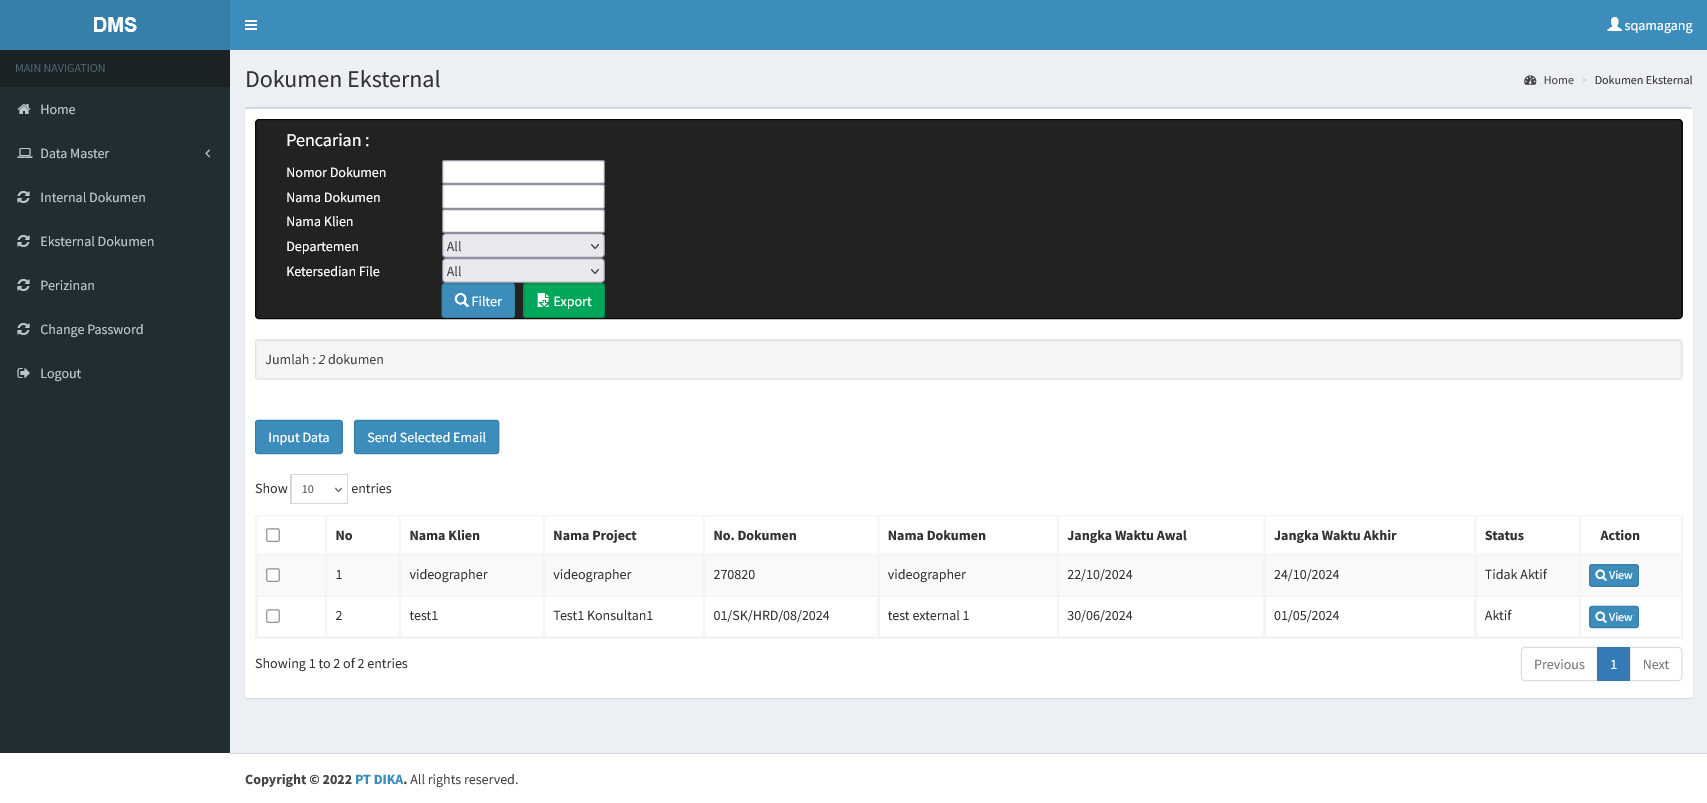 DMS
sqamagang
MAIN NAVIGATION
Home
Data Master
Internal Dokumen
Eksternal Dokumen
Perizinan
Change Password
Logout
Dokumen Eksternal
Home > Dokumen Eksternal
Pencarian :
Nomor Dokumen
Nama Dokumen
Nama Klien
Departemen All
Ketersedian File All
Filter Export
Jumlah : 2 dokumen
Input Data Send Selected Email
Show 10 entries
No Nama Klien Nama Project No. Dokumen Nama Dokumen Jangka Waktu Awal Jangka Waktu Akhir Status Action
1 videographer videographer 270820 videographer 22/10/2024 24/10/2024 Tidak Aktif View
2 test1 Test1 Konsultan1 01/SK/HRD/08/2024 test external 1 30/06/2024 01/05/2024 Aktif View
Showing 1 to 2 of 2 entries
Previous 1 Next
Copyright © 2022 PT DIKA. All rights reserved.